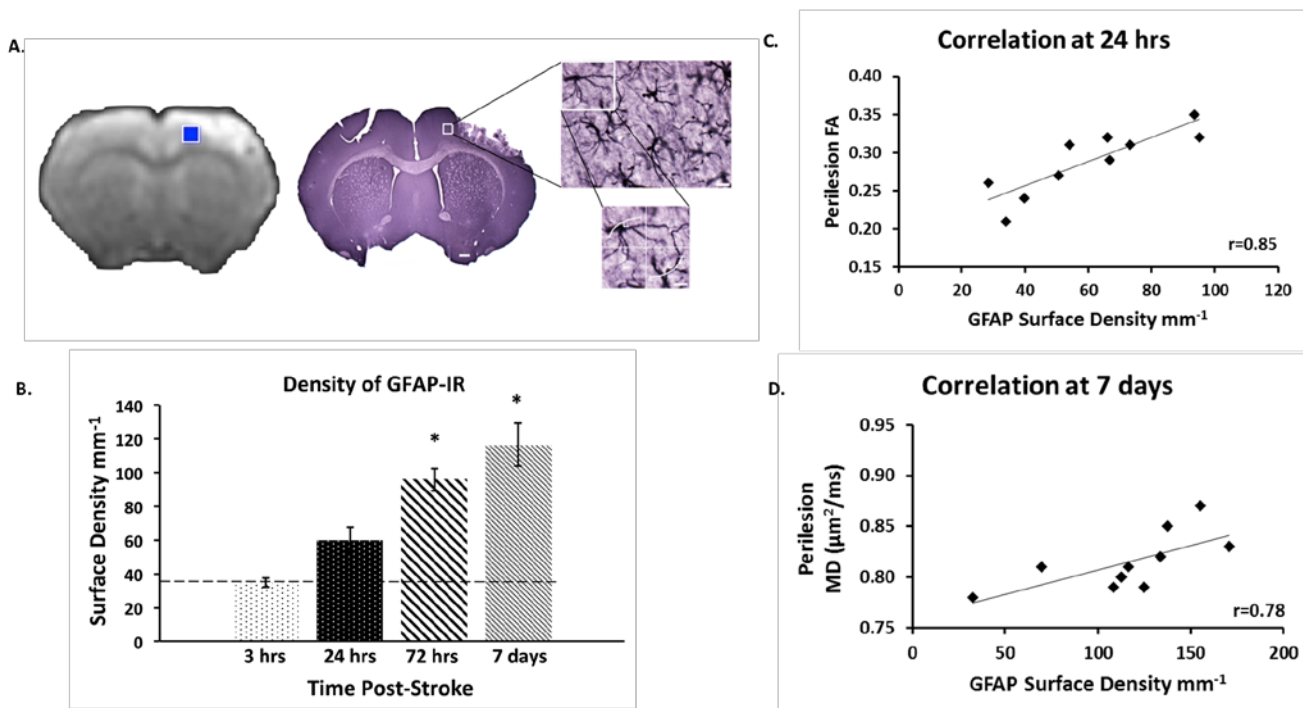 A.
B.
Density of GFAP-IR
Surface Density mm⁻¹
140
120
100
80
60
40
20
0
*
*
3 hrs
24 hrs
72 hrs
7 days
Time Post-Stroke
C.
Correlation at 24 hrs
Perilesion FA
0.40
0.35
0.30
0.25
0.20
0.15
r=0.85
0
20
40
60
80
100
120
GFAP Surface Density mm⁻¹
D.
Correlation at 7 days
Perilesion
MD (μm²/ms)
0.95
0.90
0.85
0.80
0.75
r=0.78
0
50
100
150
200
GFAP Surface Density mm⁻¹